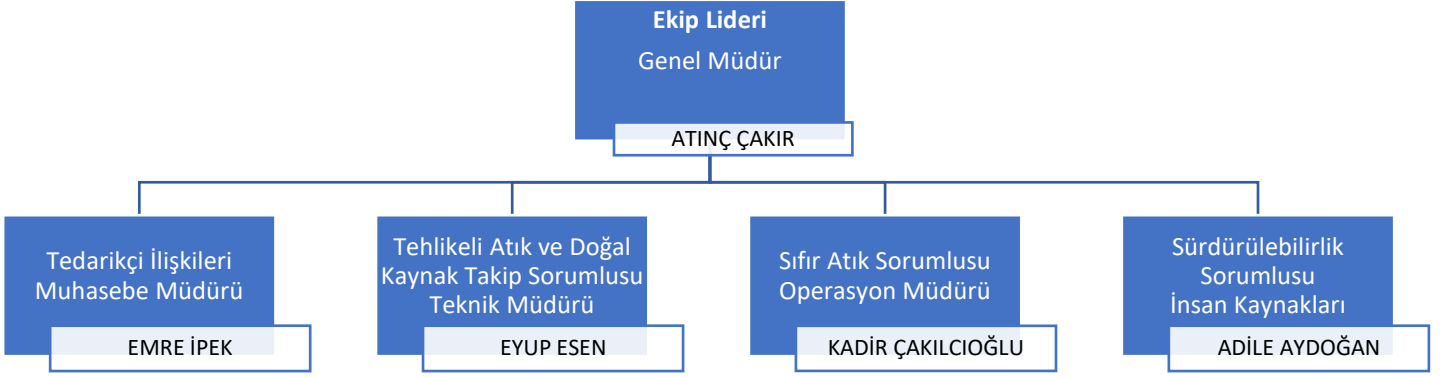 Ekip Lideri
Genel Müdür
ATINÇ ÇAKIR
Tedarikçi İlişkileri
Muhasebe Müdürü
EMRE İPEK
Tehlikeli Atık ve Doğal
Kaynak Takip Sorumlusu
Teknik Müdürü
EYUP ESEN
Sıfır Atık Sorumlusu
Operasyon Müdürü
KADİR ÇAKILCIOĞLU
Sürdürülebilirlik
Sorumlusu
İnsan Kaynakları
ADİLE AYDOĞAN